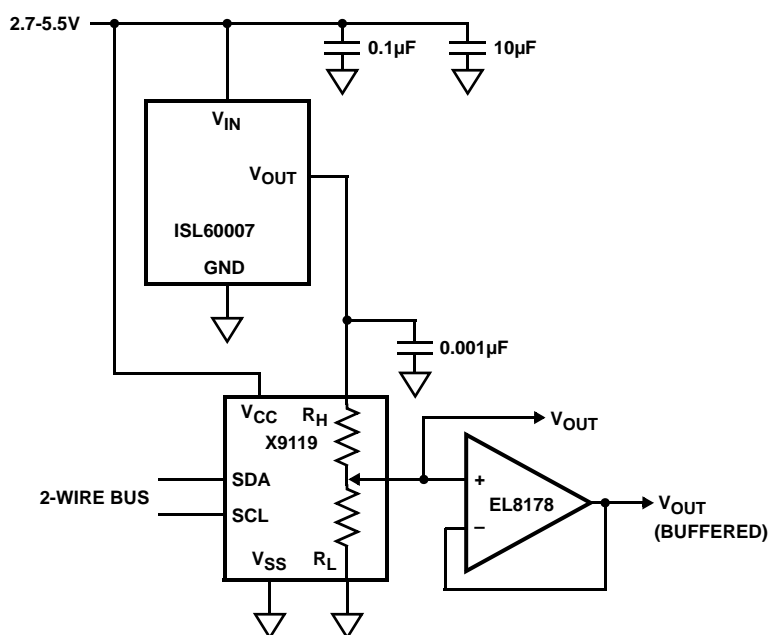 2.7-5.5V
0.1µF
10µF
VIN
VOUT
ISL60007
GND
0.001µF
VCC
RH
X9119
VOUT
2-WIRE BUS
SDA
SCL
+
EL8178
–
VOUT
(BUFFERED)
VSS
RL